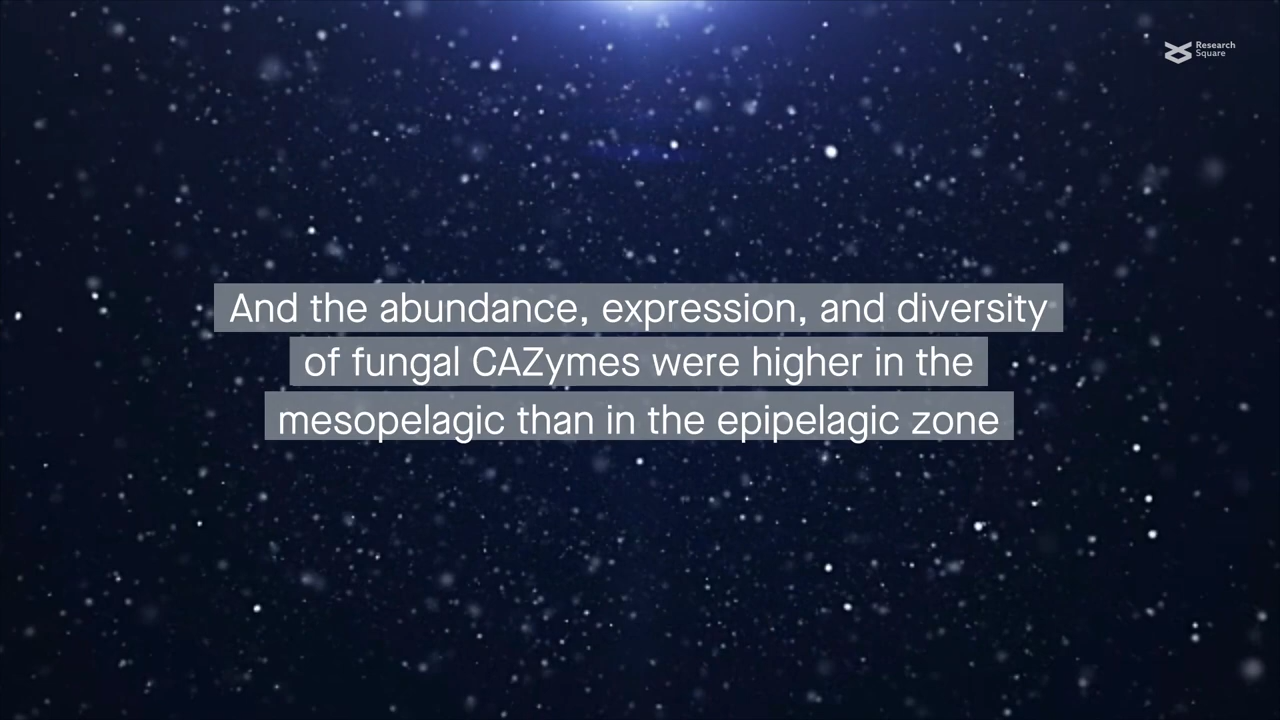 Research
Square
And the abundance, expression, and diversity
of fungal CAZymes were higher in the
mesopelagic than in the epipelagic zone